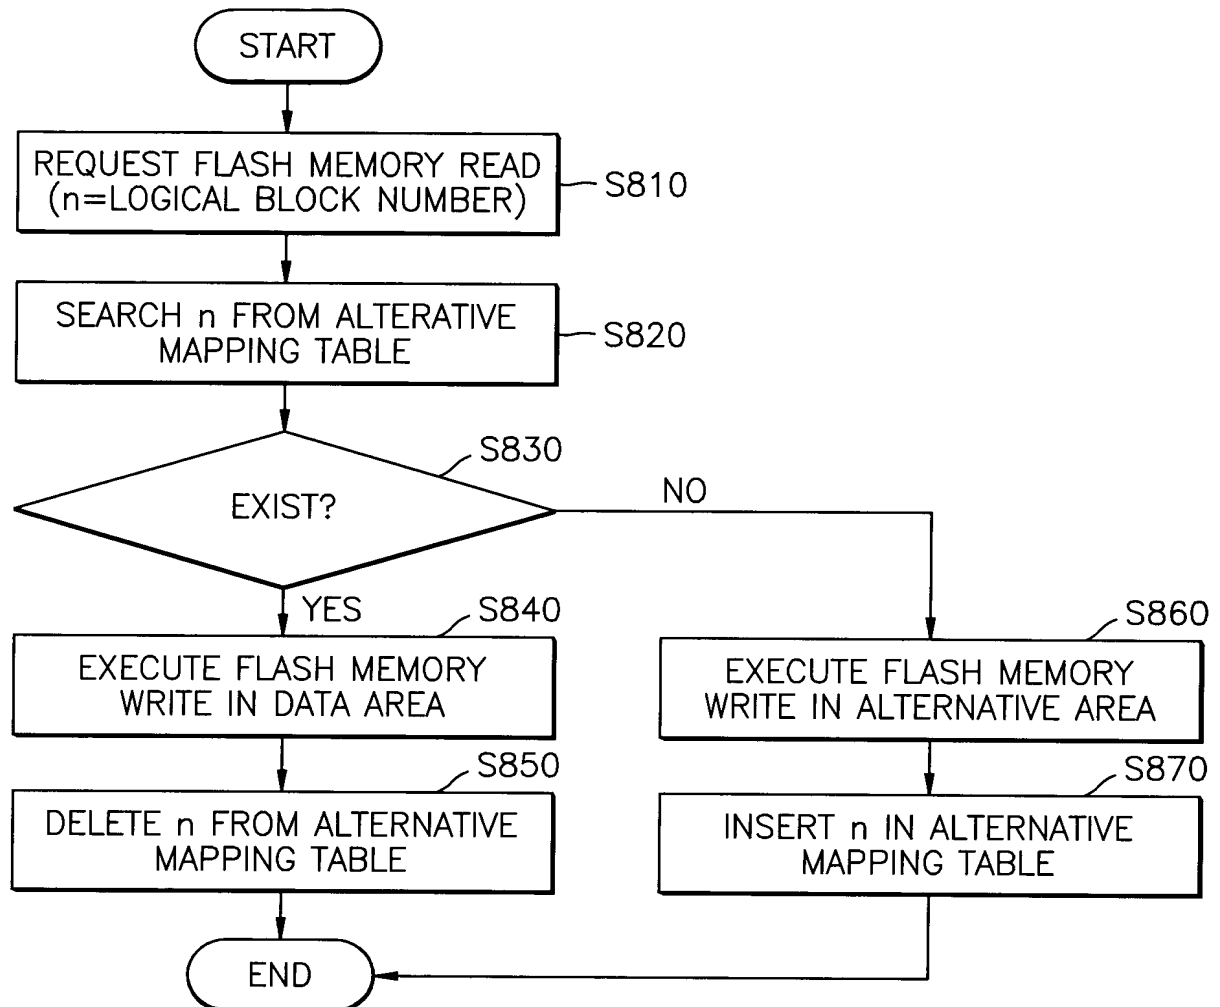 START
REQUEST FLASH MEMORY READ
(n=LOGICAL BLOCK NUMBER)
S810
SEARCH n FROM ALTERATIVE
MAPPING TABLE
S820
S830
EXIST?
NO
YES
S840
EXECUTE FLASH MEMORY
WRITE IN DATA AREA
S860
EXECUTE FLASH MEMORY
WRITE IN ALTERNATIVE AREA
S850
DELETE n FROM ALTERNATIVE
MAPPING TABLE
S870
INSERT n IN ALTERNATIVE
MAPPING TABLE
END